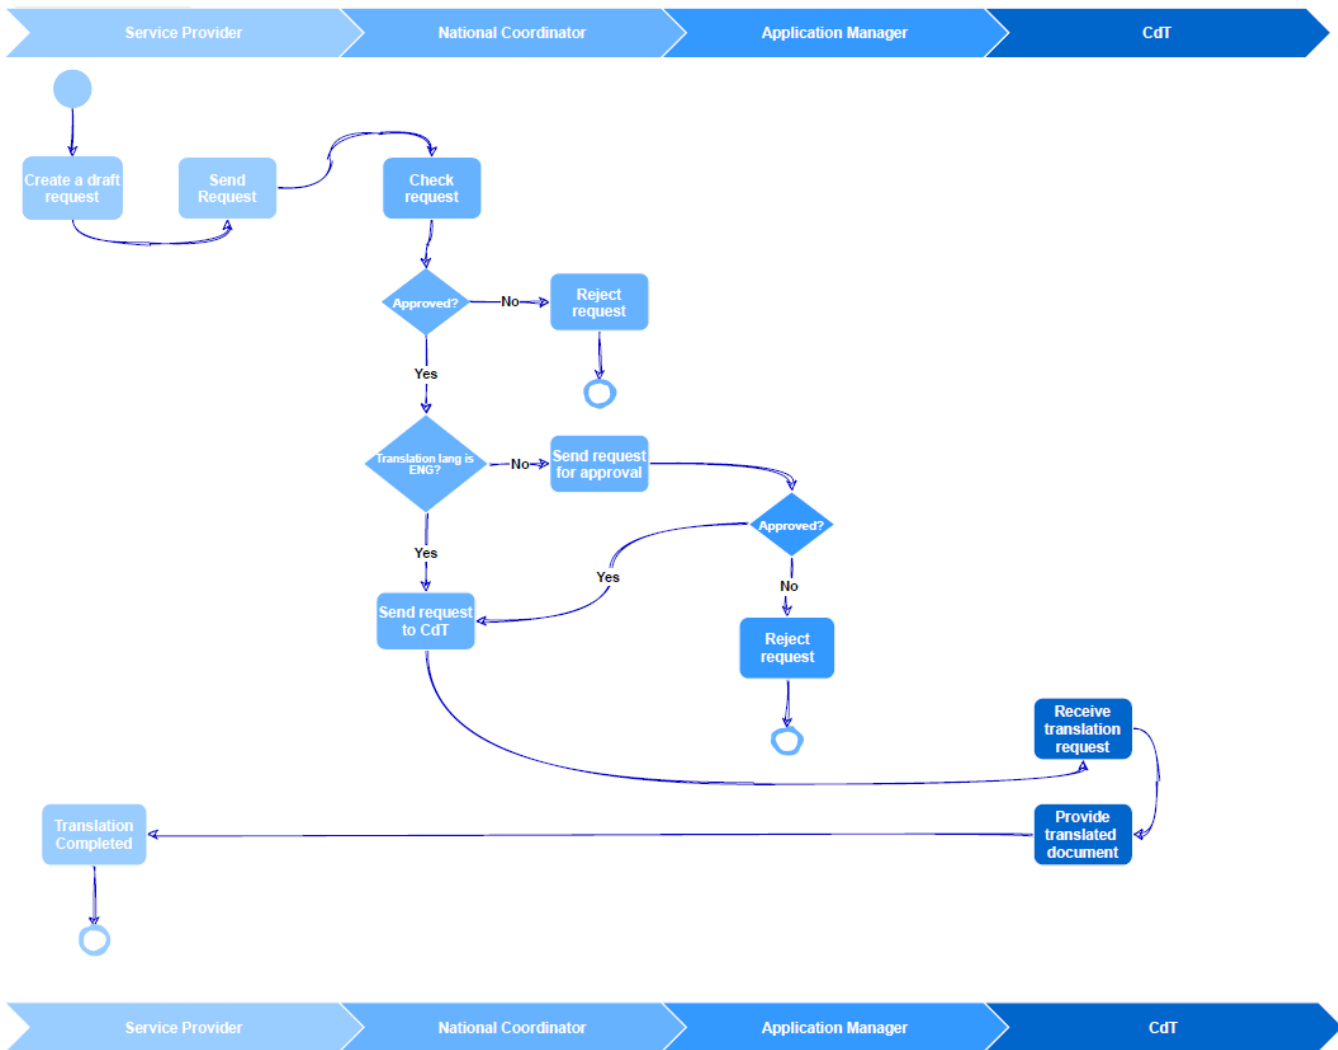 Service Provider
National Coordinator
Application Manager
CdT
Create a draft
request
Send
Request
Check
request
Approved?
No
Reject
request
Yes
Translation lang is
ENG?
No
Send request
for approval
Approved?
Yes
Yes
No
Send request
to CdT
Reject
request
Receive
translation
request
Translation
Completed
Provide
translated
document
Service Provider
National Coordinator
Application Manager
CdT